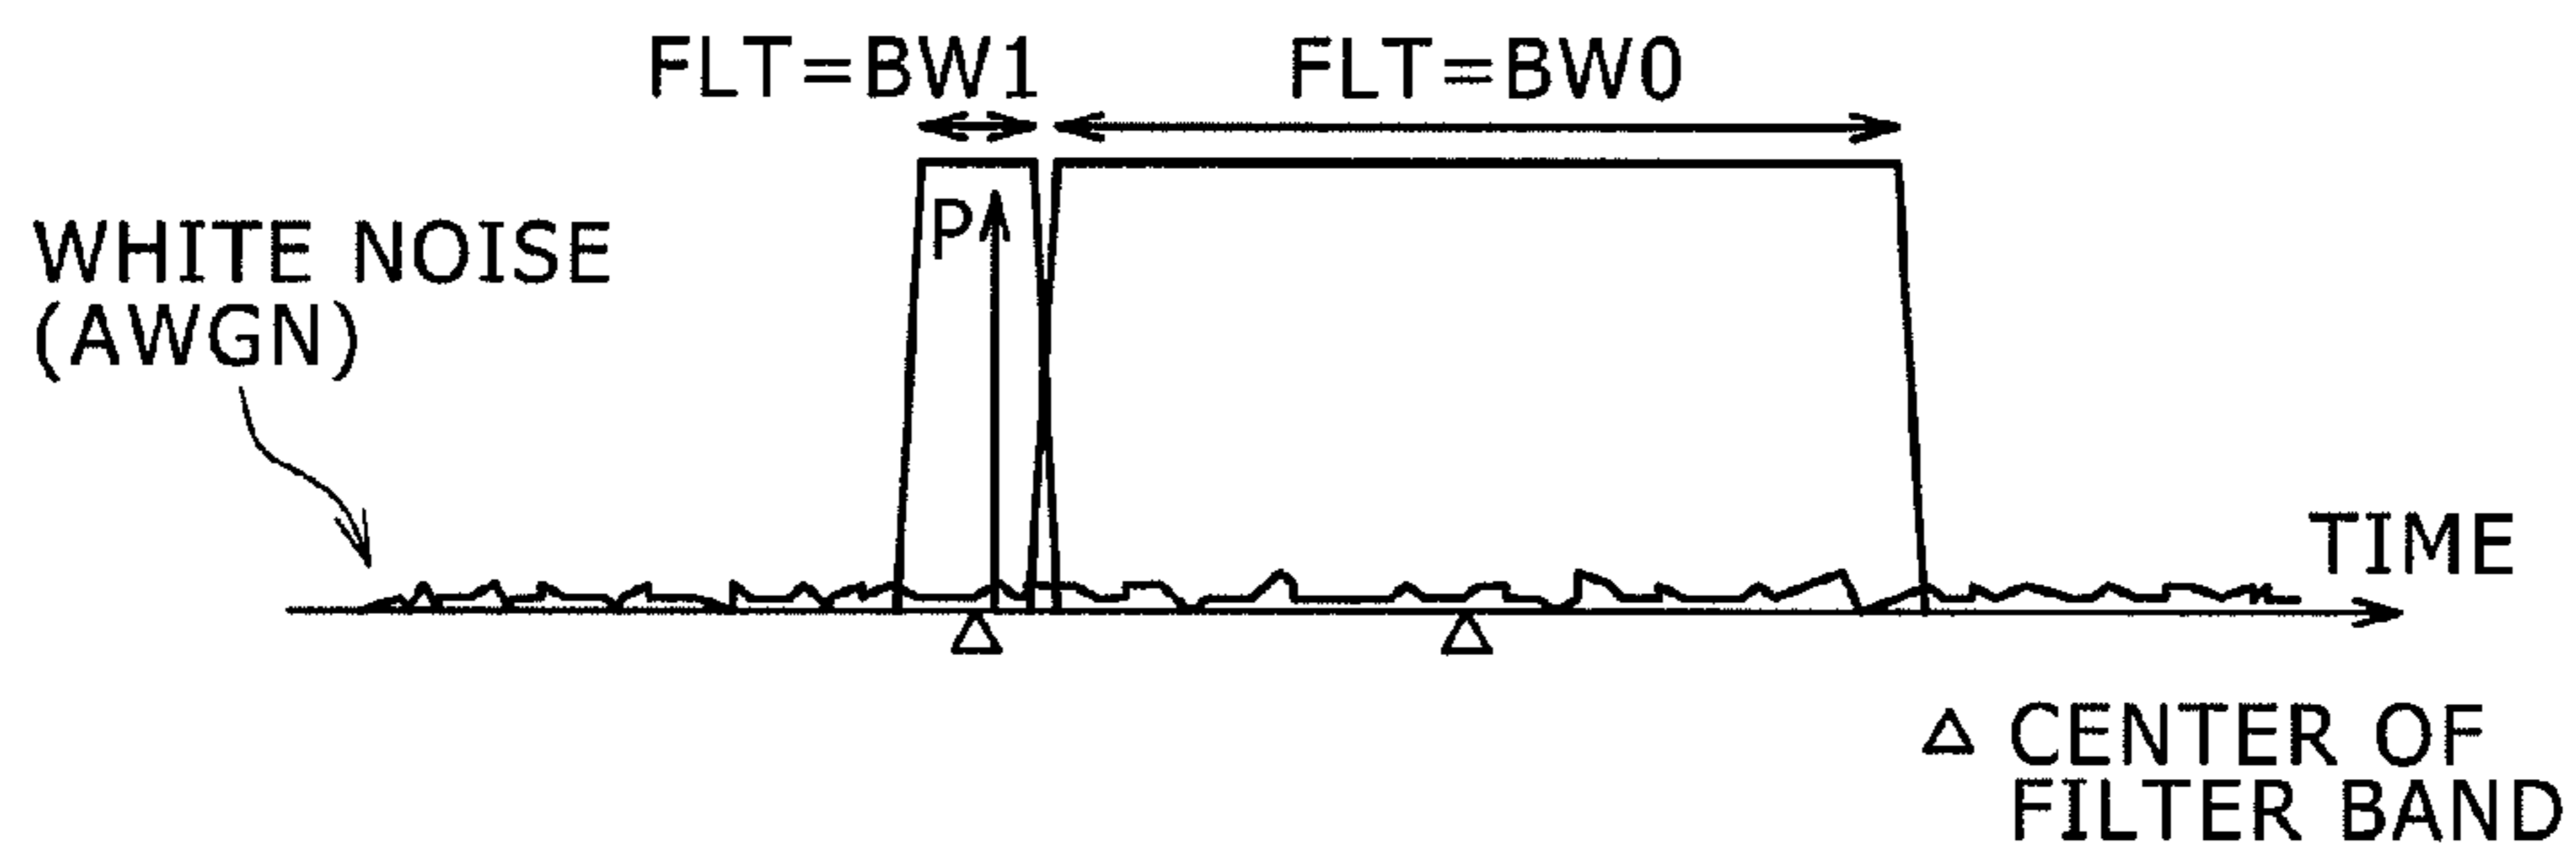 FLT=BW1
FLT=BW0
WHITE NOISE
(AWGN)
P
TIME
△ CENTER OF
FILTER BAND